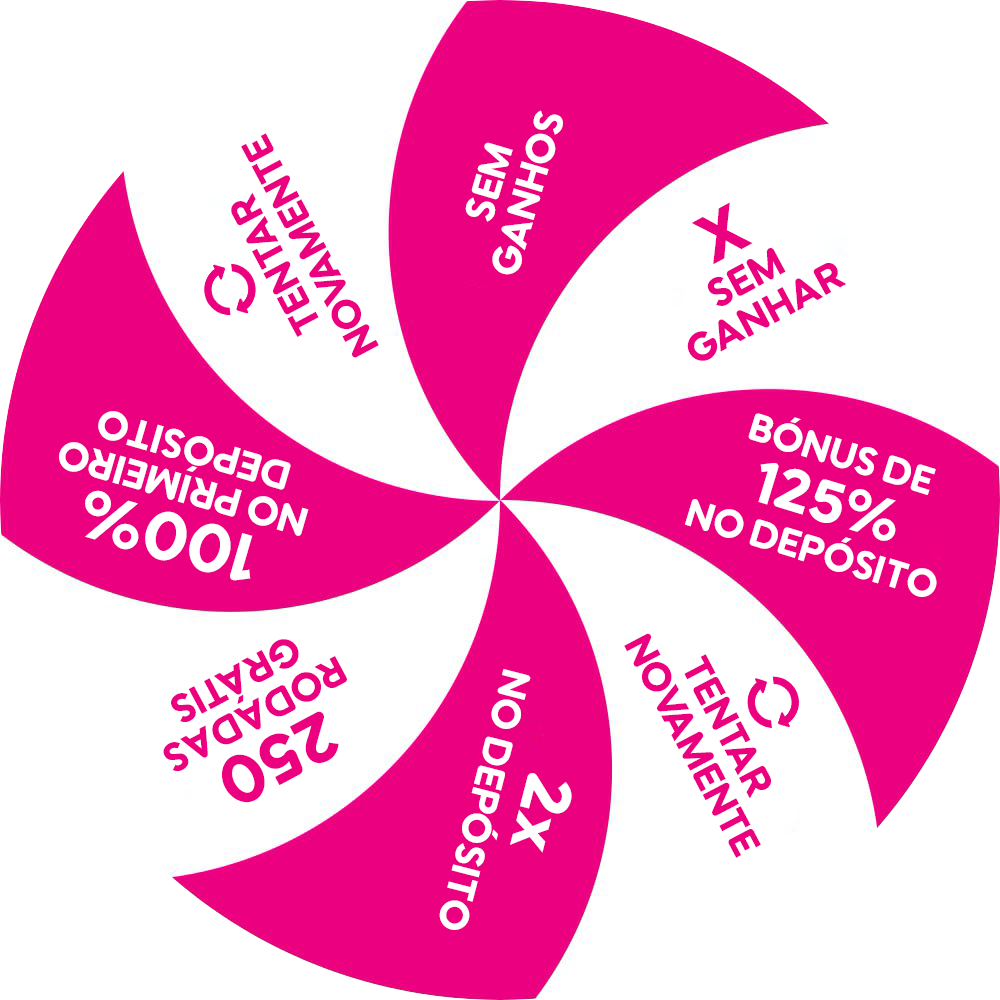 SEM
GANHOS
X
SEM
GANHAR
BÓNUS DE
125%
NO DEPÓSITO
TENTAR
NOVAMENTE
2x
NO DEPÓSITO
250
RODADAS
GRÁTIS
100%
NO PRÍMEIRO
DEPÓSITO
TENTAR
NOVAMENTE